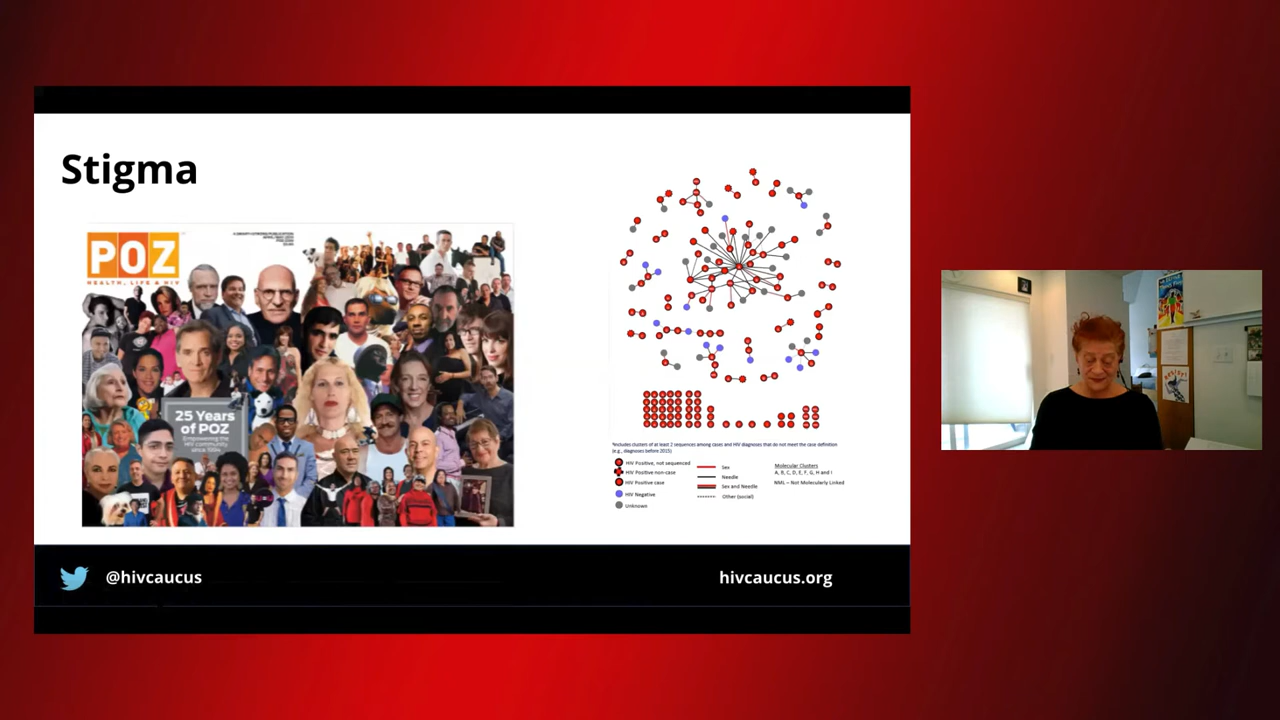 Stigma
POZ
HEALTH, LIFE & HIV
25 Years
of POZ
Empowering the
HIV community
since 1994
*Includes clusters of at least 2 sequences among cases and HIV diagnoses that do not meet the case definition
(e.g., diagnoses before 2015)
HIV Positive, not sequenced
HIV Positive non-case
HIV Positive case
HIV Negative
Unknown
Sex
Needle
Sex and Needle
Other (social)
Molecular Clusters
A, B, C, D, E, F, G, H and I
NML – Not Molecularly Linked
@hivcaucus
hivcaucus.org